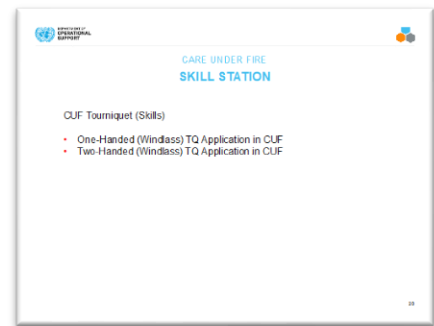 DEPARTMENT OF
OPERATIONAL
SUPPORT
CARE UNDER FIRE
SKILL STATION
CUF Tourniquet (Skills)
• One-Handed (Windlass) TQ Application in CUF
• Two-Handed (Windlass) TQ Application in CUF